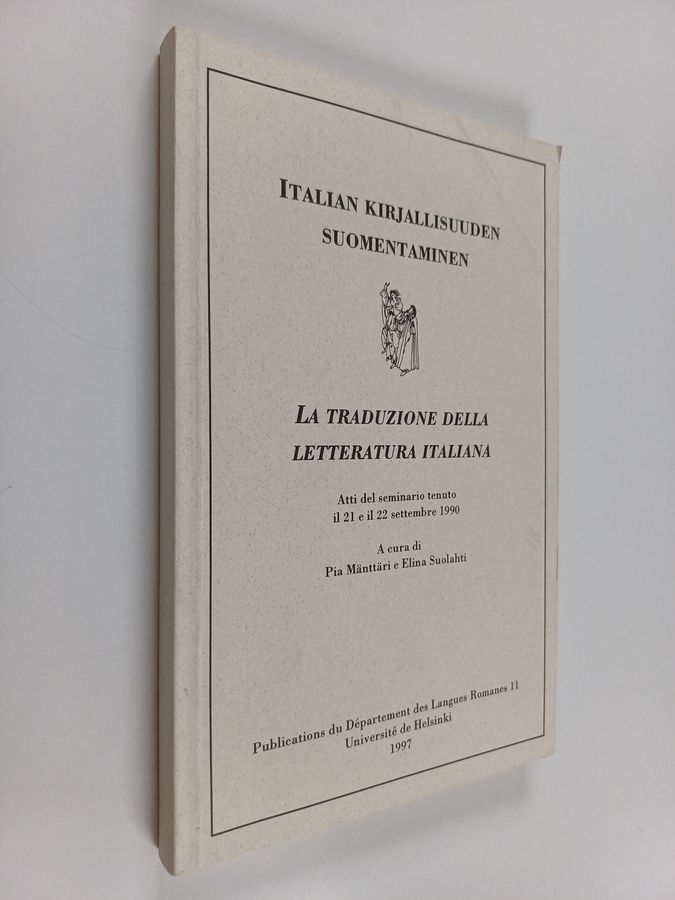 ITALIAN KIRJALLISUUDEN
SUOMENTAMINEN
LA TRADUZIONE DELLA
LETTERATURA ITALIANA
Atti del seminario tenuto
il 21 e il 22 settembre 1990
A cura di
Pia Mänttäri e Elina Suolahti
Publications du Département des Langues Romanes 11
Université de Helsinki
1997